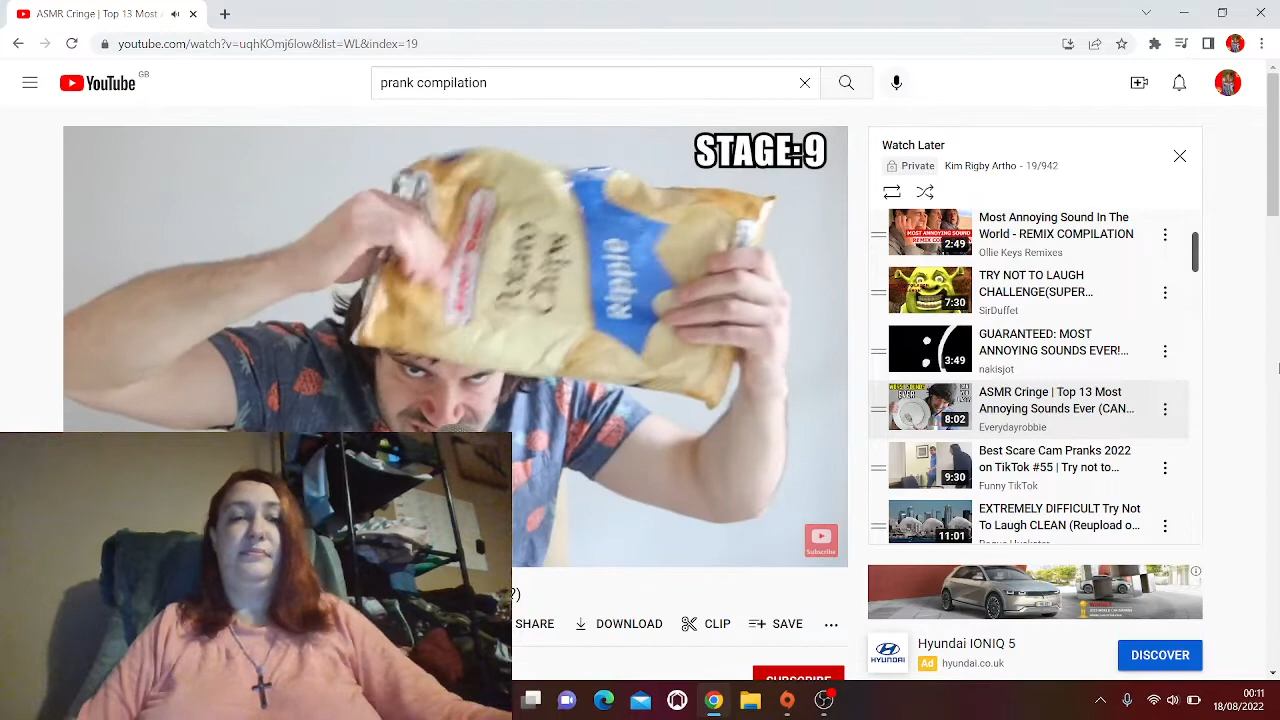 ASMR Cringe | Top 13 Most
youtube.com/watch?v=uqhKOmj6Iow&list=WL&index=19
YouTube GB
prank compilation
STAGE:9
Subscribe
SHARE
DOWNLOAD
CLIP
SAVE
SUBSCRIBE
Watch Later
Private
Kim Rigby Artho - 19/942
Most Annoying Sound In The
World - REMIX COMPILATION
Ollie Keys Remixes
2:49
TRY NOT TO LAUGH
CHALLENGE(SUPER...
SirDuffet
7:30
GUARANTEED: MOST
ANNOYING SOUNDS EVER!...
nakisjot
3:49
ASMR Cringe | Top 13 Most
Annoying Sounds Ever (CAN...
Everydayrobbie
8:02
Best Scare Cam Pranks 2022
on TikTok #55 | Try not to...
Funny TikTok
9:30
EXTREMELY DIFFICULT Try Not
To Laugh CLEAN (Reupload o...
11:01
Hyundai IONIQ 5
HYUNDAI
Ad hyundai.co.uk
DISCOVER
00:11
18/08/2022